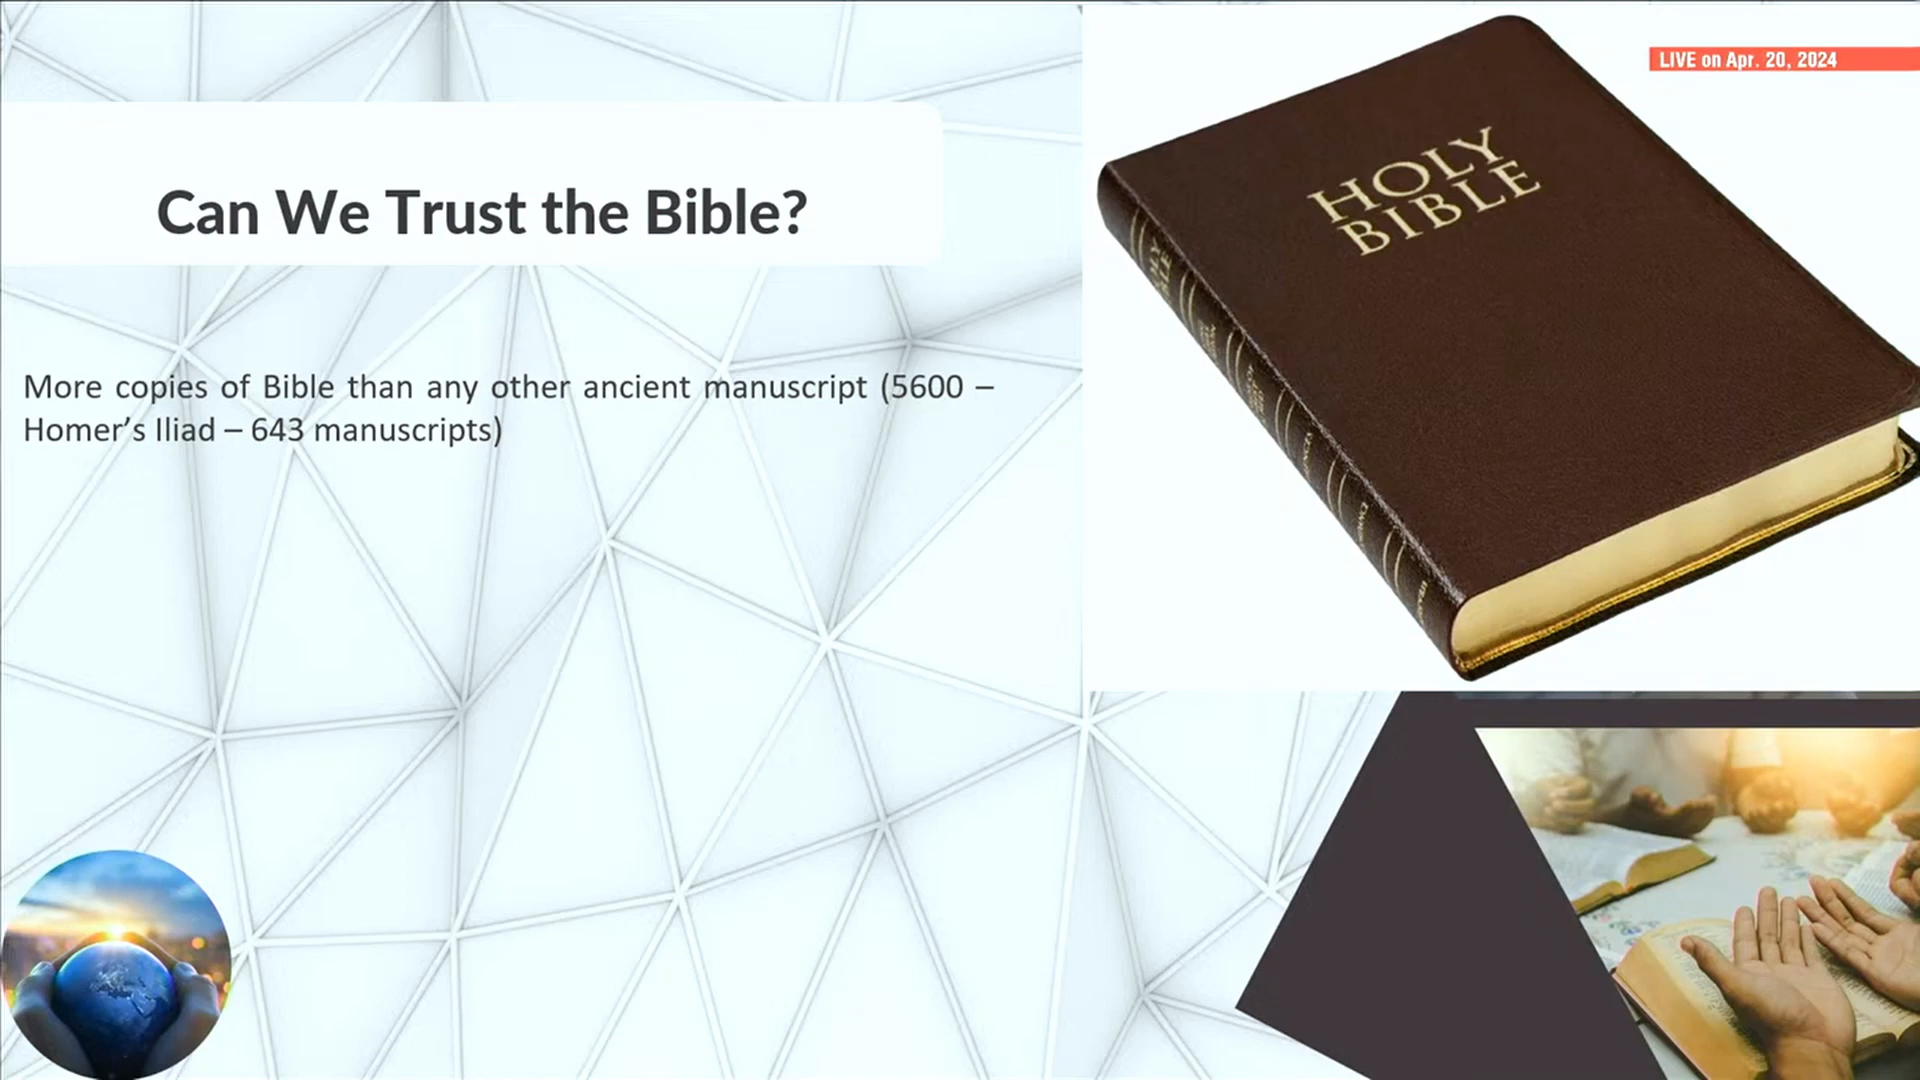 LIVE on Apr. 20, 2024
Can We Trust the Bible?
More copies of Bible than any other ancient manuscript (5600 –
Homer's Iliad – 643 manuscripts)
HOLY
BIBLE